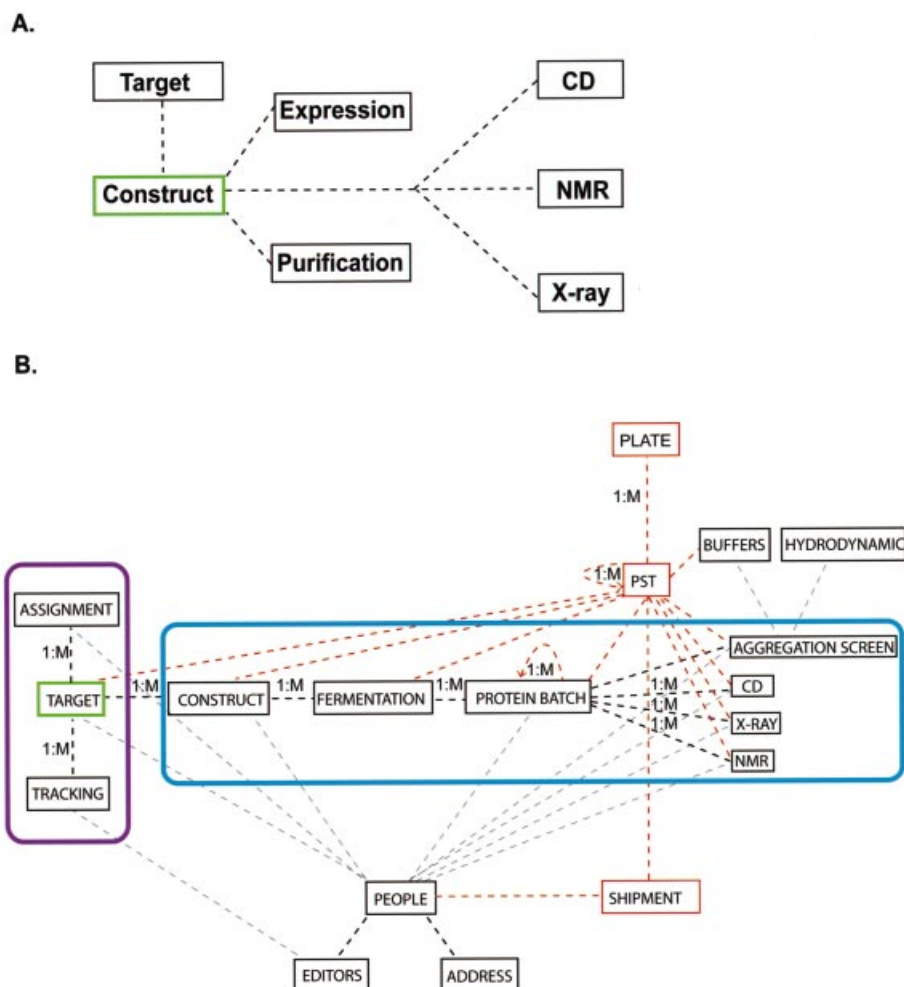 A.
Target
CD
Expression
Construct
NMR
Purification
X-ray
B.
PLATE
1:M
BUFFERS
HYDRODYNAMIC
1:M
PST
ASSIGNMENT
1:M
AGGREGATION SCREEN
1:M
TARGET
1:M
CONSTRUCT
1:M
FERMENTATION
1:M
PROTEIN BATCH
1:M
CD
1:M
X-RAY
1:M
1:M
NMR
TRACKING
PEOPLE
SHIPMENT
EDITORS
ADDRESS